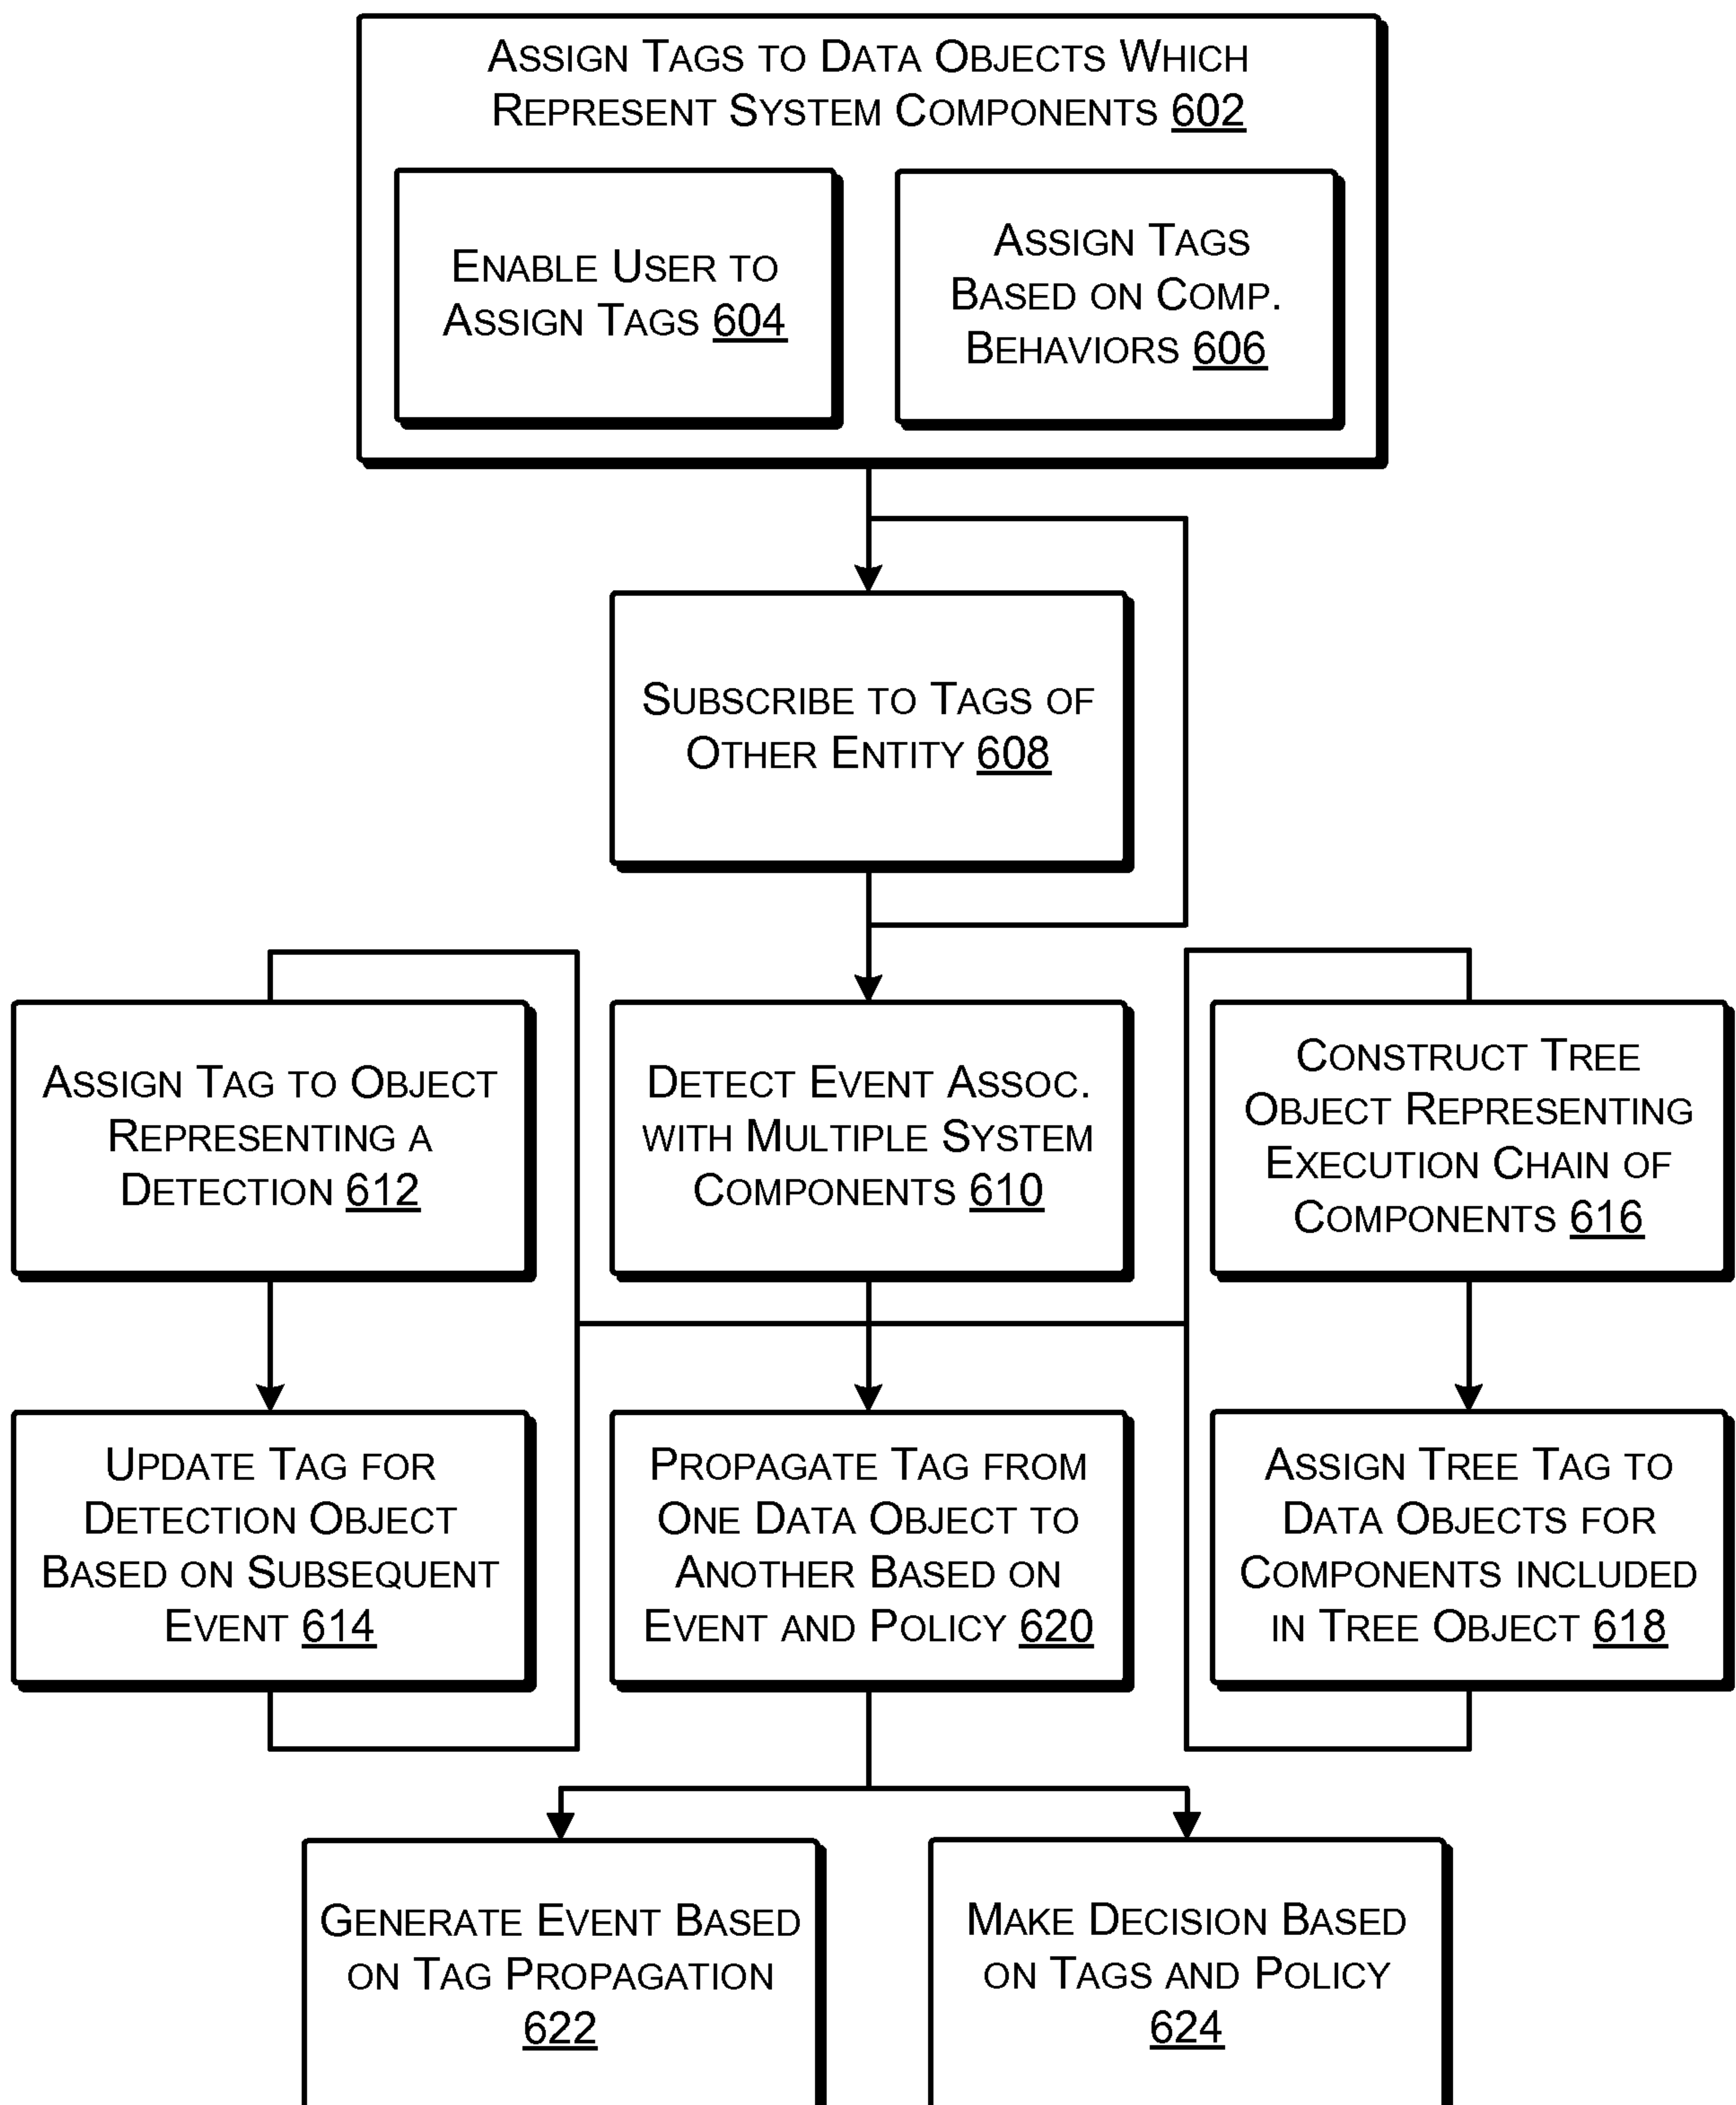 ASSIGN TAGS TO DATA OBJECTS WHICH
REPRESENT SYSTEM COMPONENTS 602
ENABLE USER TO
ASSIGN TAGS 604
ASSIGN TAGS
BASED ON COMP.
BEHAVIORS 606
SUBSCRIBE TO TAGS OF
OTHER ENTITY 608
ASSIGN TAG TO OBJECT
REPRESENTING A
DETECTION 612
DETECT EVENT ASSOC.
WITH MULTIPLE SYSTEM
COMPONENTS 610
CONSTRUCT TREE
OBJECT REPRESENTING
EXECUTION CHAIN OF
COMPONENTS 616
UPDATE TAG FOR
DETECTION OBJECT
BASED ON SUBSEQUENT
EVENT 614
PROPAGATE TAG FROM
ONE DATA OBJECT TO
ANOTHER BASED ON
EVENT AND POLICY 620
ASSIGN TREE TAG TO
DATA OBJECTS FOR
COMPONENTS INCLUDED
IN TREE OBJECT 618
GENERATE EVENT BASED
ON TAG PROPAGATION
622
MAKE DECISION BASED
ON TAGS AND POLICY
624